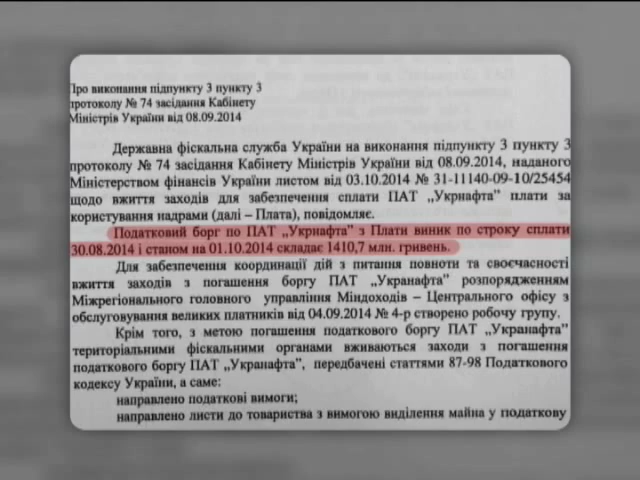 Про виконання підпункту 3 пункту 3
протоколу № 74 засідання Кабінету
Міністрів України від 08.09.2014
Державна фіскальна служба України на виконання підпункту 3 пункту 3
протоколу № 74 засідання Кабінету Міністрів України від 08.09.2014, наданого
Міністерством фінансів України листом від 03.10.2014 № 31-11140-09-10/25454
щодо вжиття заходів для забезпечення сплати ПАТ „Укрнафта” плати за
користування надрами (далі – Плата), повідомляє.
Податковий борг по ПАТ „Укрнафта” з Плати виник по строку сплати
30.08.2014 і станом на 01.10.2014 складає 1410,7 млн. гривень.
Для забезпечення координації дій з питання повноти та своєчасності
вжиття заходів з погашення боргу ПАТ „Укранафта” розпорядженням
Міжрегіонального головного управління Міндоходів – Центрального офісу з
обслуговування великих платників від 04.09.2014 № 4-р створено робочу групу.
Крім того, з метою погашення податкового боргу ПАТ „Укранафта”
територіальними фіскальними органами вживаються заходи з погашення
податкового боргу ПАТ „Укранафта”, передбачені статтями 87-98 Податкового
кодексу України, а саме:
направлено податкові вимоги;
направлено листи до товариства з вимогою виділення майна у податкову